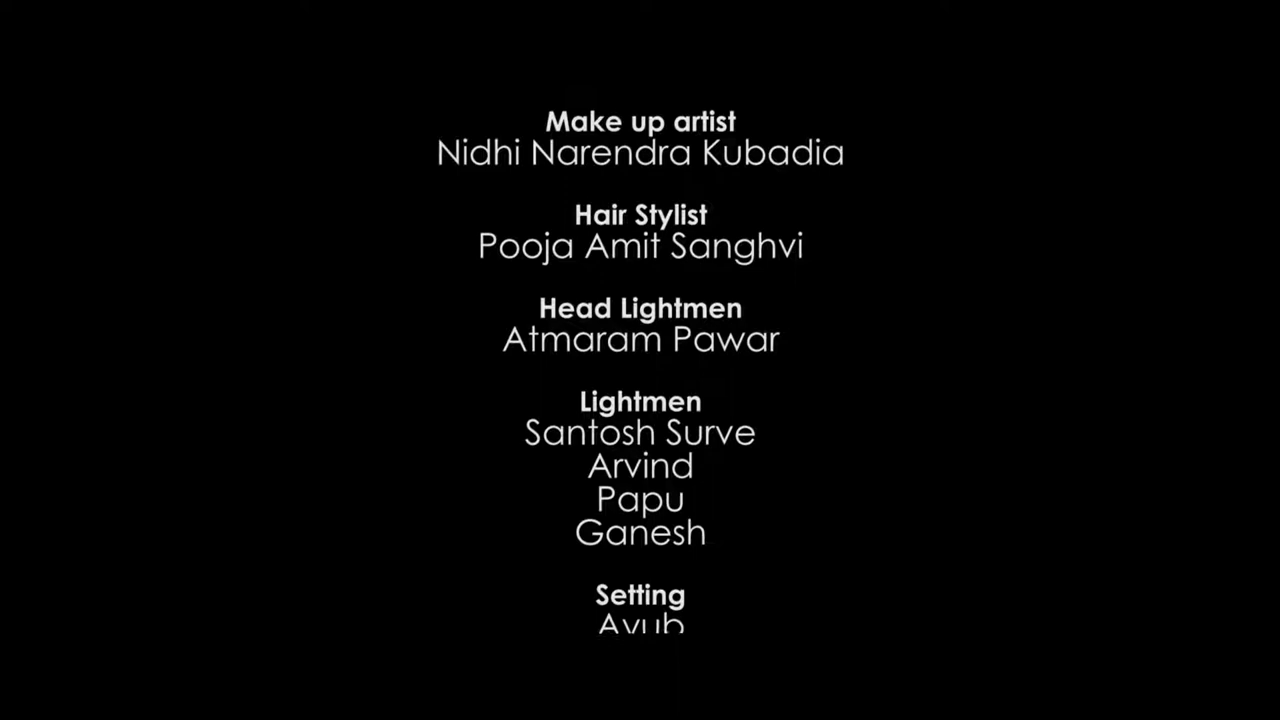 Make up artist
Nidhi Narendra Kubadia
Hair Stylist
Pooja Amit Sanghvi
Head Lightmen
Atmaram Pawar
Lightmen
Santosh Surve
Arvind
Papu
Ganesh
Setting
Ayub